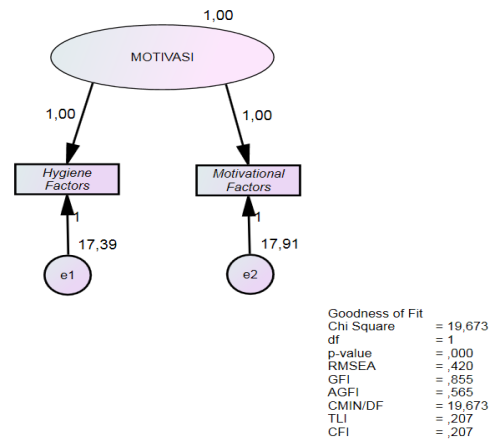 1,00
MOTIVASI
1,00
1,00
Hygiene
Factors
Motivational
Factors
1
1
17,39
17,91
e1
e2
Goodness of Fit
Chi Square = 19,673
df = 1
p-value = ,000
RMSEA = ,420
GFI = ,855
AGFI = ,565
CMIN/DF = 19,673
TLI = ,207
CFI = ,207